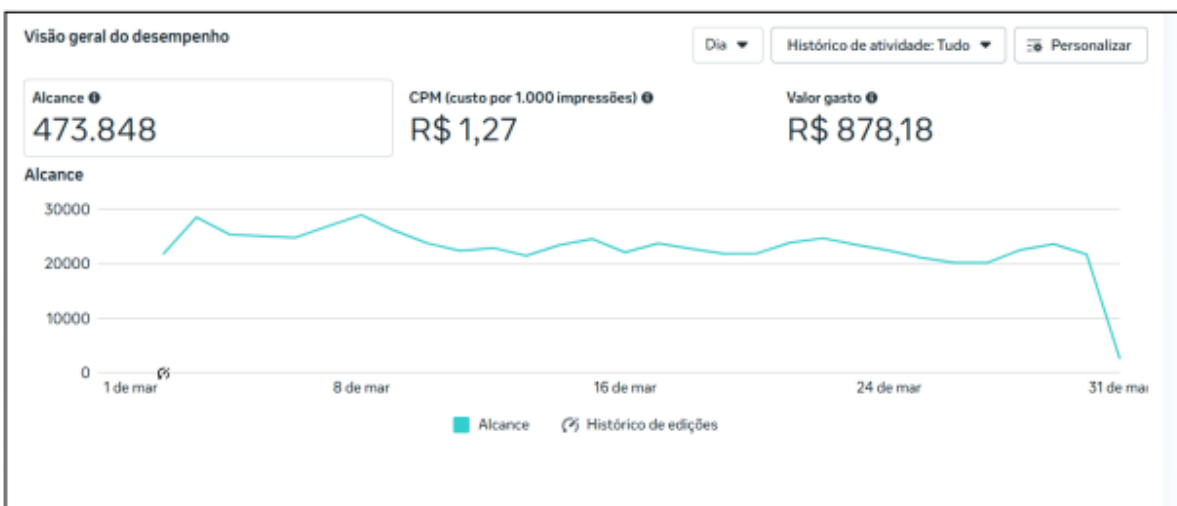 Visão geral do desempenho
Dia
Histórico de atividade: Tudo
Personalizar
Alcance
CPM (custo por 1.000 impressões)
Valor gasto
473.848
R$ 1,27
R$ 878,18
Alcance
30000
20000
10000
0
1 de mar
8 de mar
16 de mar
24 de mar
31 de mar
Alcance
Histórico de edições